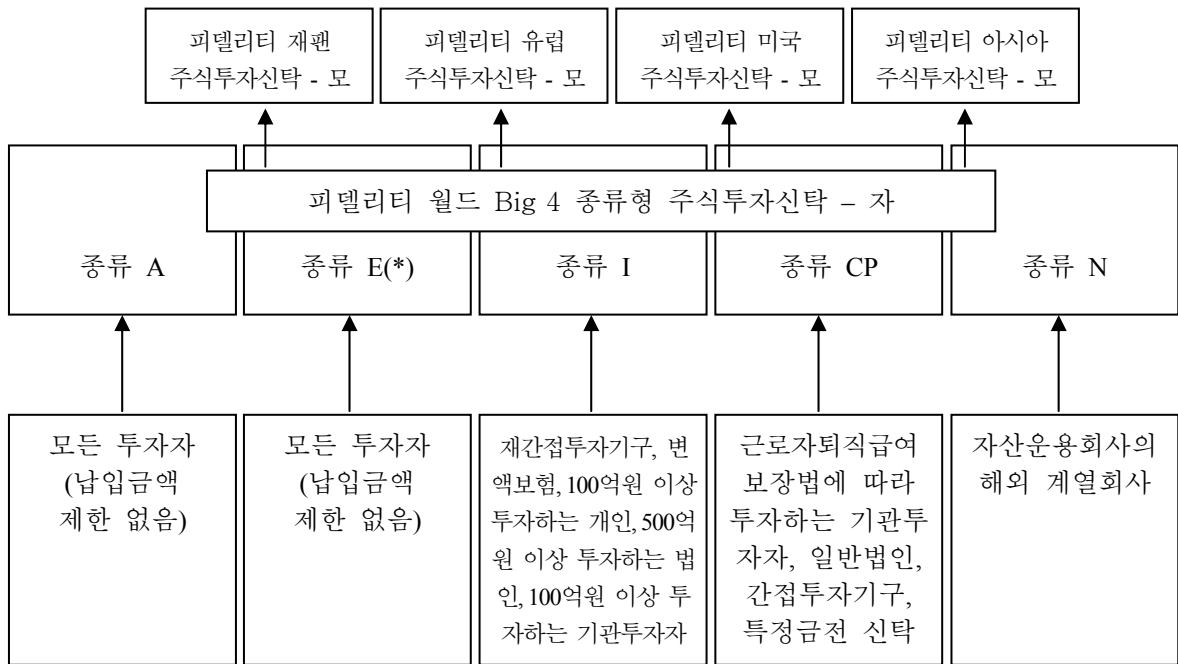 피델리티 재팬
주식투자신탁 - 모
피델리티 유럽
주식투자신탁 - 모
피델리티 미국
주식투자신탁 - 모
피델리티 아시아
주식투자신탁 - 모
피델리티 월드 Big 4 종류형 주식투자신탁 – 자
종류 A
종류 E(*)
종류 I
종류 CP
종류 N
모든 투자자
(납입금액
제한 없음)
모든 투자자
(납입금액
제한 없음)
재간접투자기구, 변
액보험, 100억원 이상
투자하는 개인, 500억
원 이상 투자하는 법
인, 100억원 이상 투
자하는 기관투자자
근로자퇴직급여
보장법에 따라
투자하는 기관투
자자, 일반법인,
간접투자기구,
특정금전 신탁
자산운용회사의
해외 계열회사